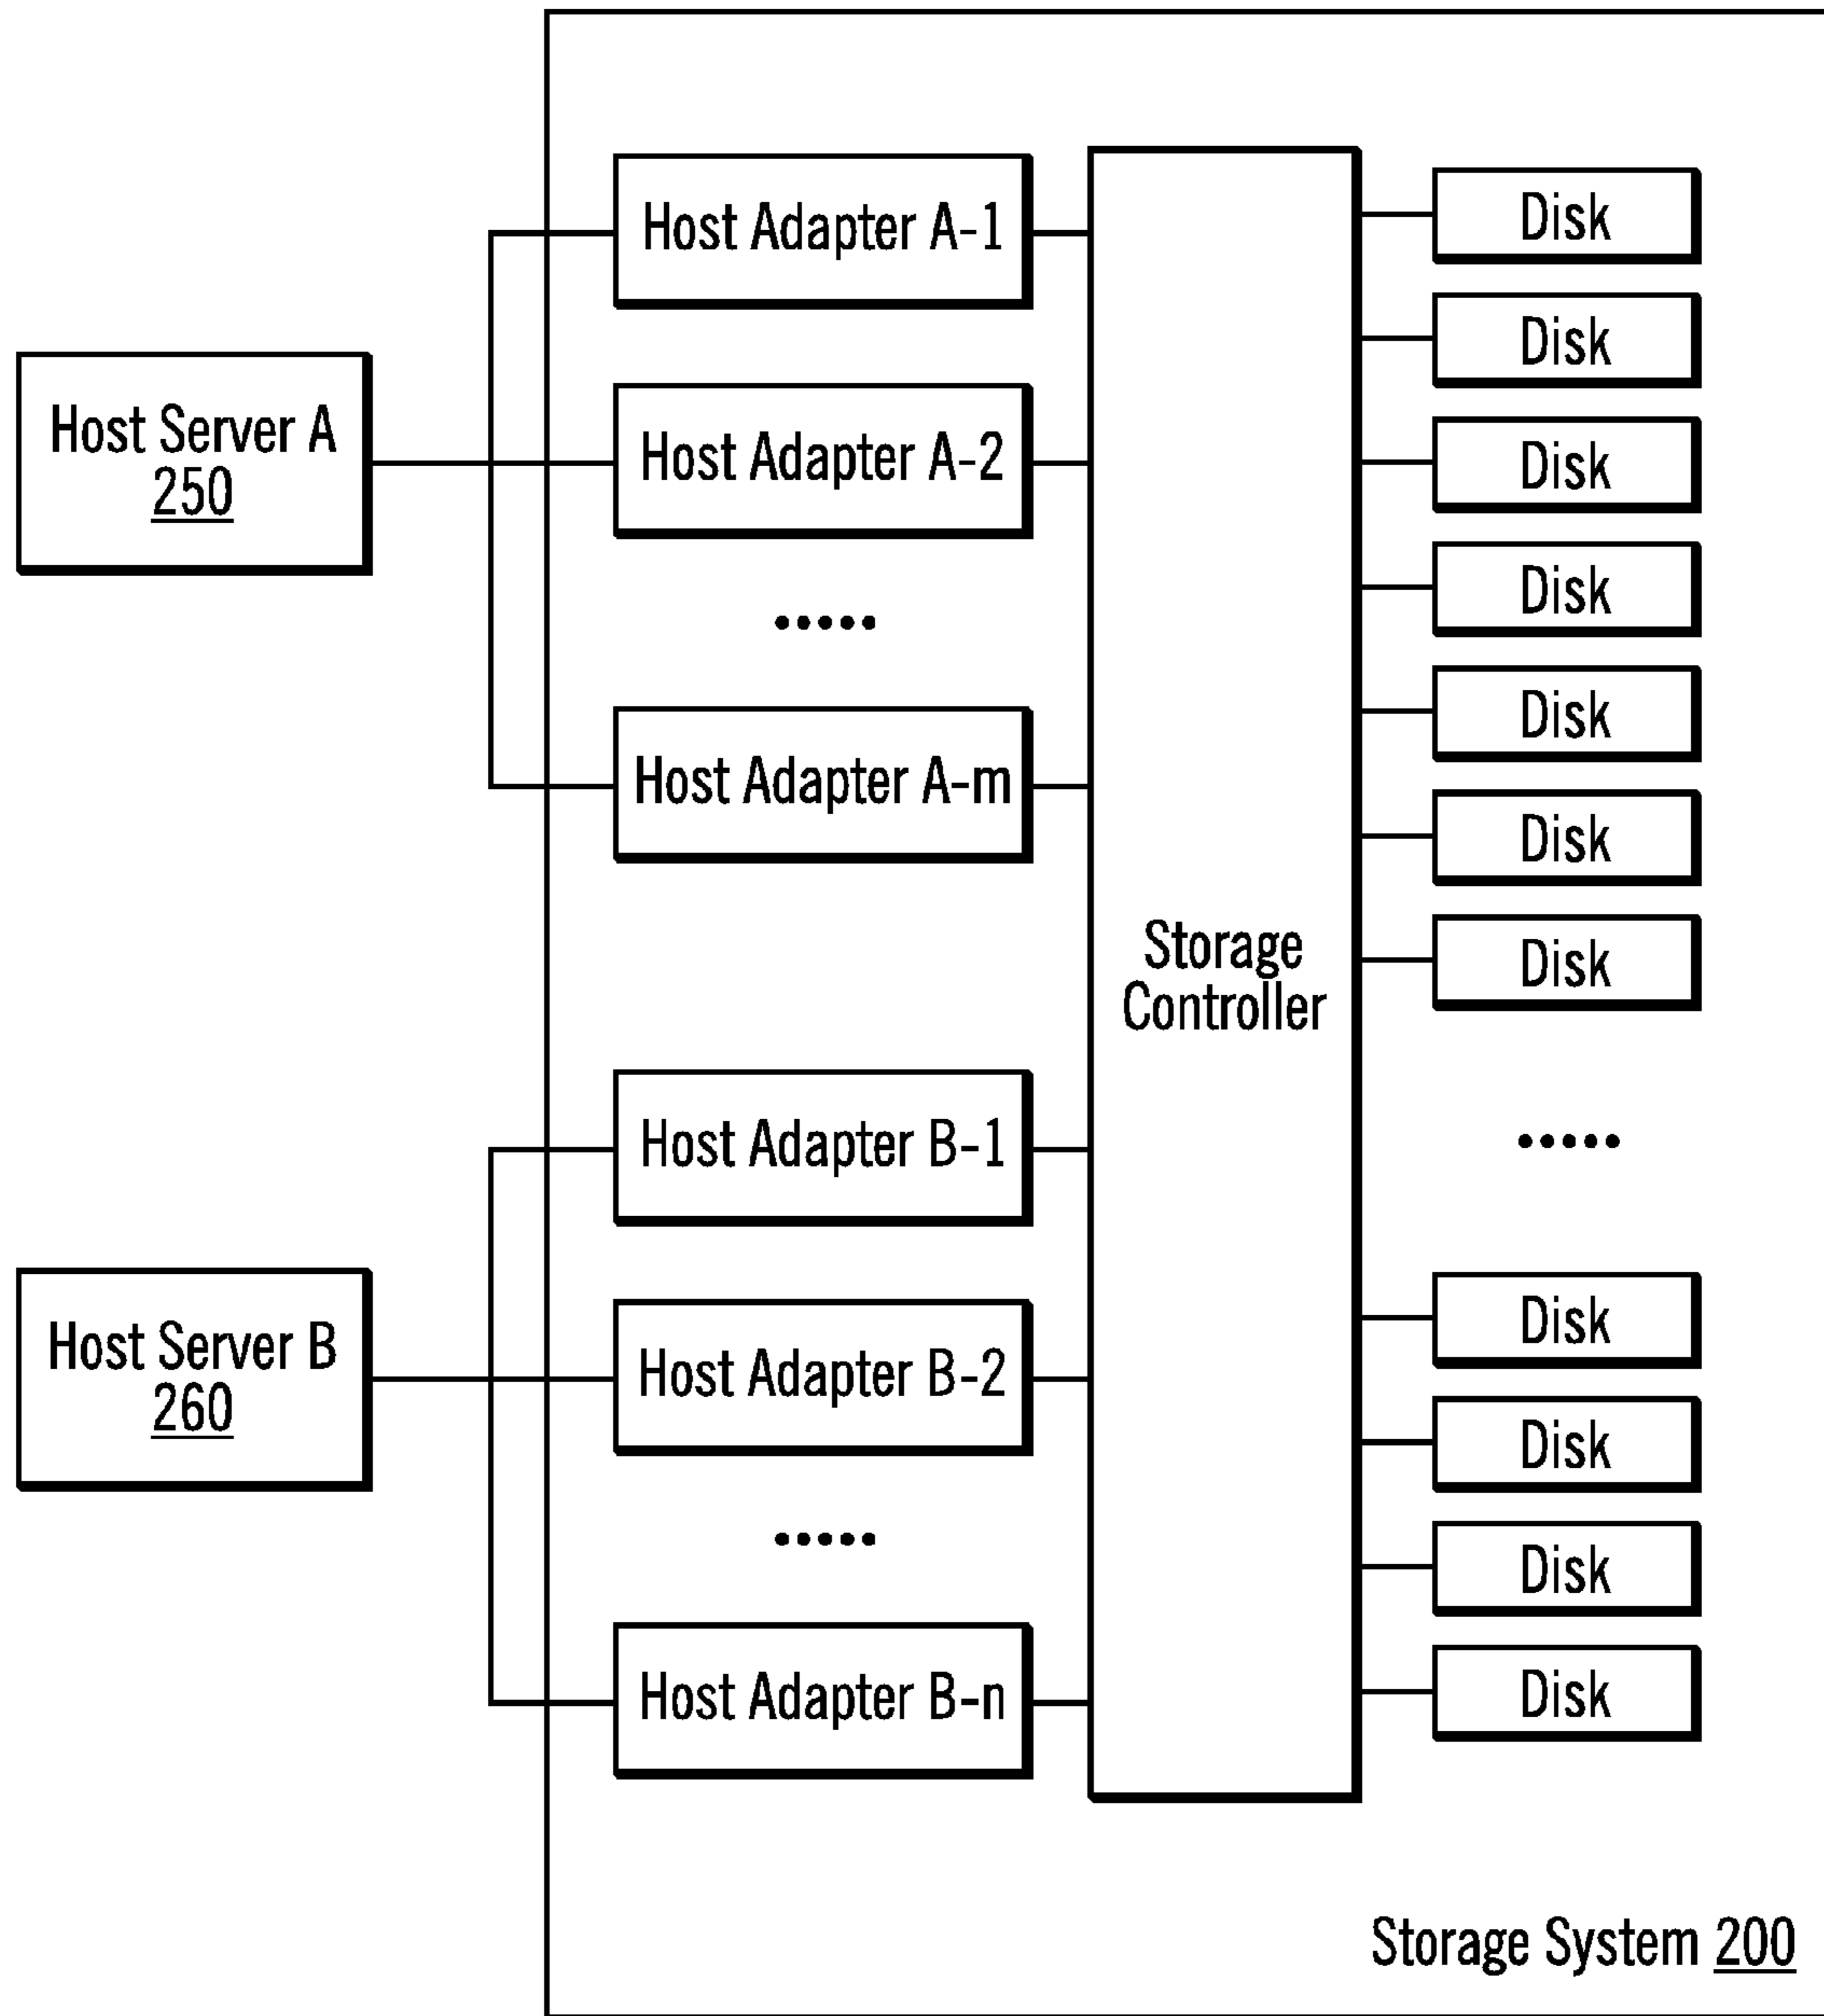 Host Server A
250
Host Adapter A-1
Host Adapter A-2
.....
Host Adapter A-m
Host Server B
260
Host Adapter B-1
Host Adapter B-2
.....
Host Adapter B-n
Storage
Controller
Disk
Disk
Disk
Disk
Disk
Disk
Disk
.....
Disk
Disk
Disk
Disk
Storage System 200